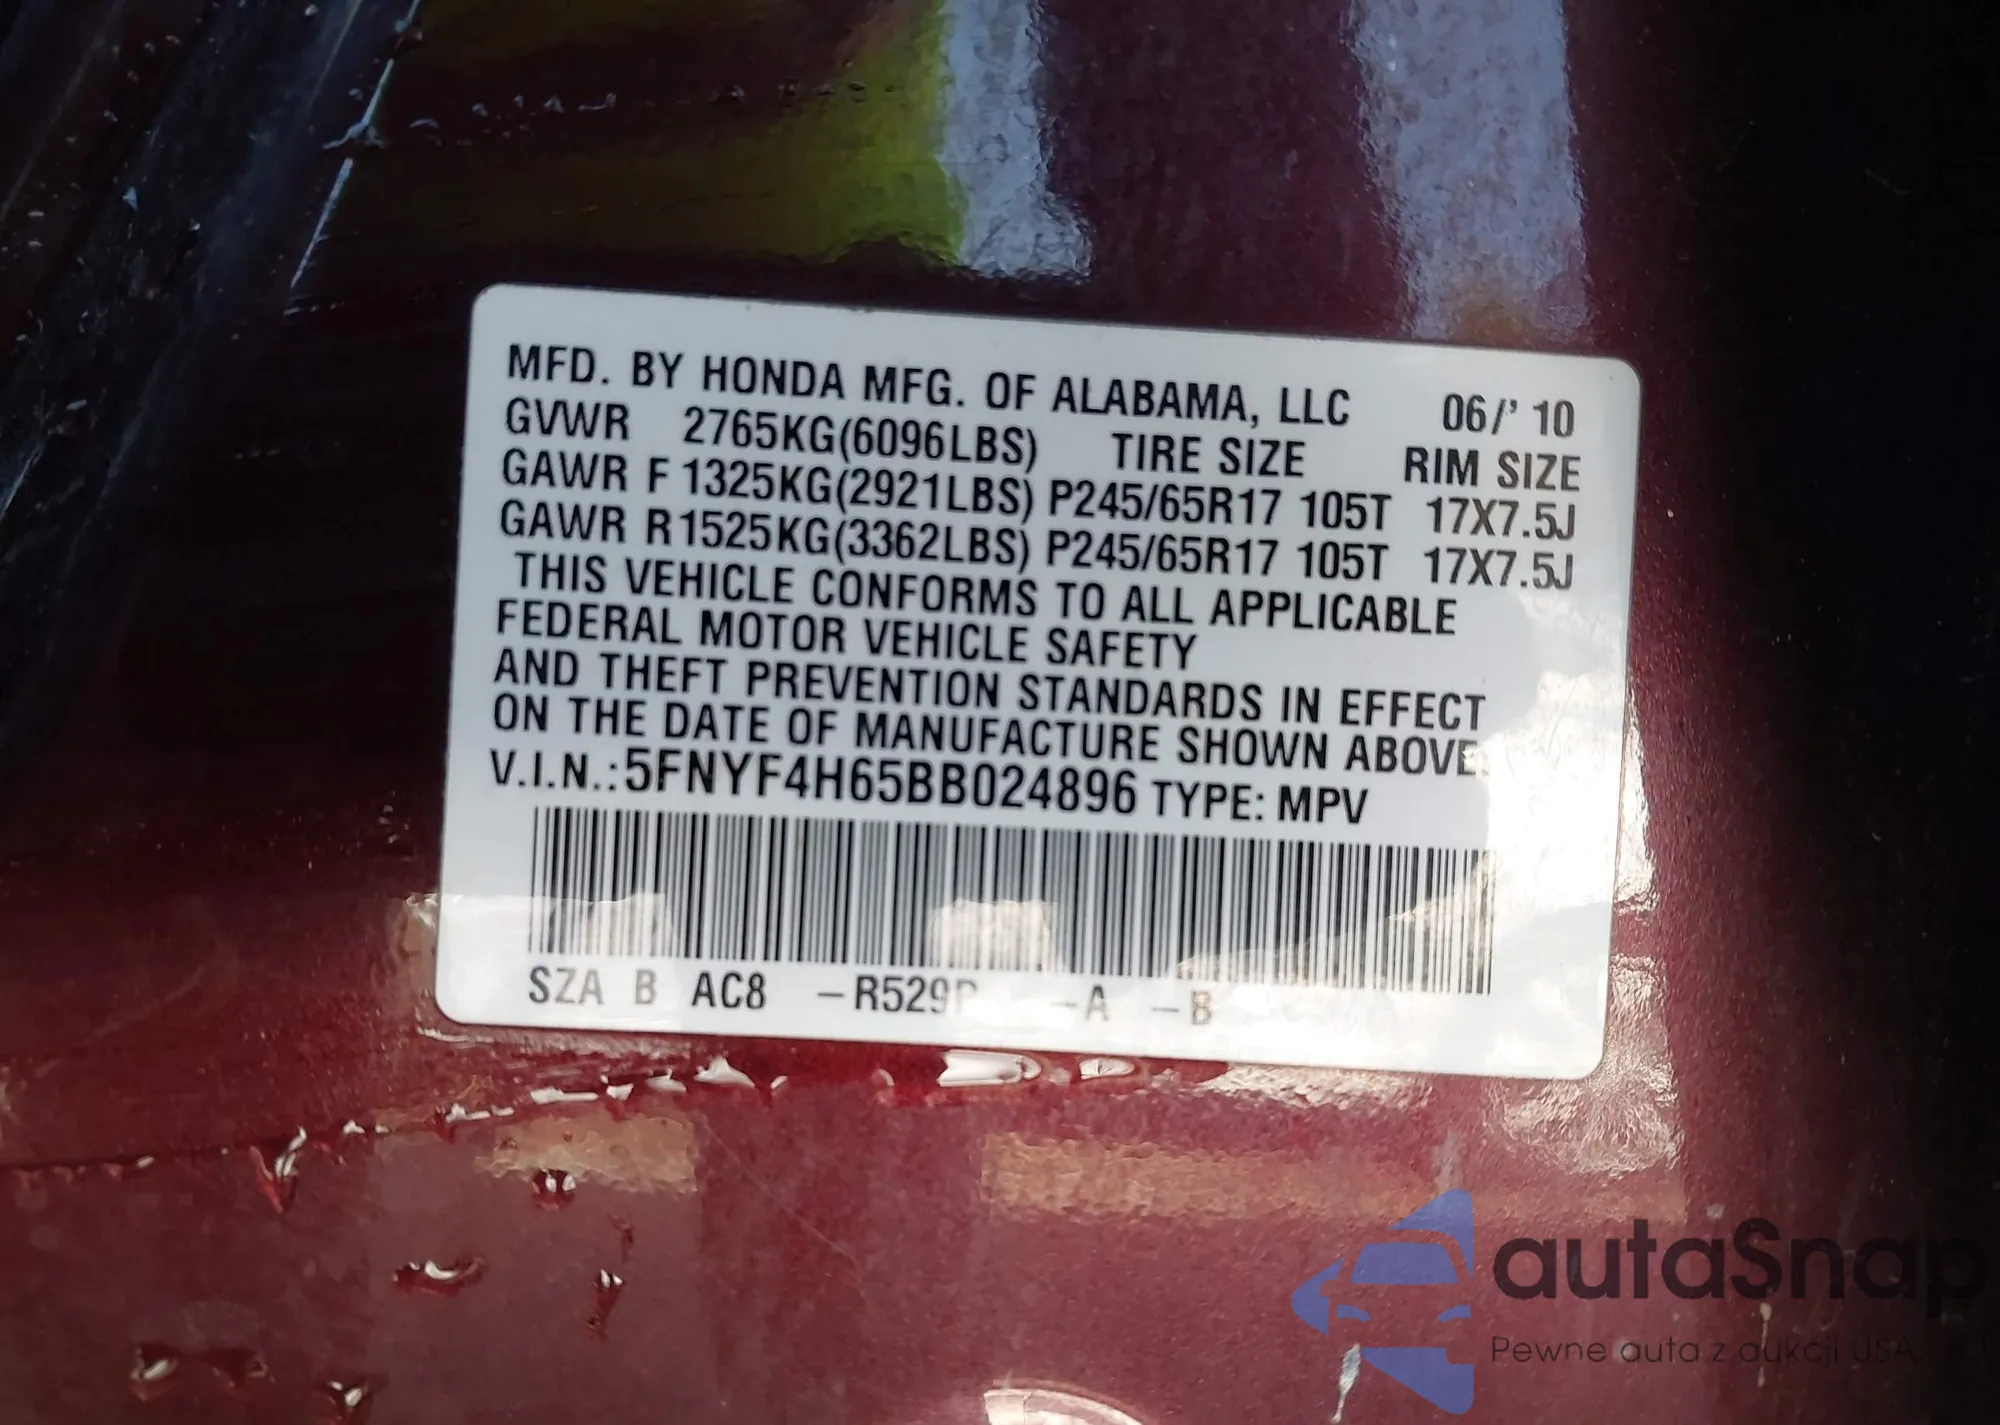 MFD. BY HONDA MFG. OF ALABAMA, LLC 06/' 10
GVWR 2765KG(6096LBS) TIRE SIZE RIM SIZE
GAWR F 1325KG(2921LBS) P245/65R17 105T 17X7.5J
GAWR R 1525KG(3362LBS) P245/65R17 105T 17X7.5J
THIS VEHICLE CONFORMS TO ALL APPLICABLE
FEDERAL MOTOR VEHICLE SAFETY
AND THEFT PREVENTION STANDARDS IN EFFECT
ON THE DATE OF MANUFACTURE SHOWN ABOVE.
V.I.N.:5FNYF4H65BB024896 TYPE: MPV
SZA B AC8 -R529P -A -B
autaSnap
Pewne auta z aukcji USA